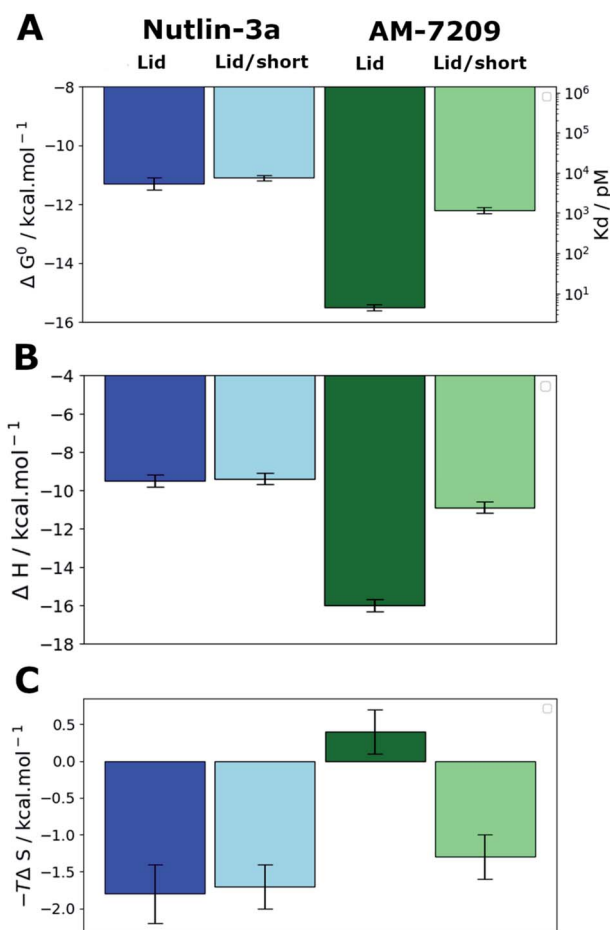 A
Nutlin-3a AM-7209
Lid Lid/short Lid Lid/short
−8
−10
−12
−14
−16
Δ G⁰ / kcal.mol⁻¹
10⁶
10⁵
10⁴
10³
10²
10¹
Kd / pM
B
−4
−6
−8
−10
−12
−14
−16
−18
Δ H / kcal.mol⁻¹
C
0.5
0.0
−0.5
−1.0
−1.5
−2.0
−TΔ S / kcal.mol⁻¹